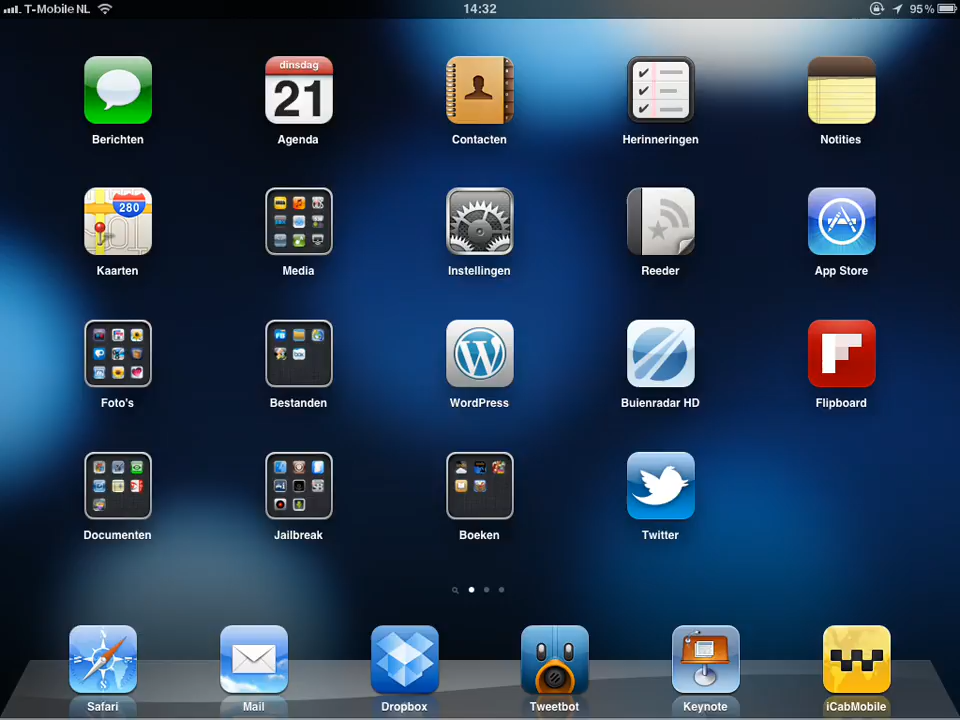 T-Mobile NL 14:32 95%
dinsdag
21
Berichten Agenda Contacten Herinneringen Notities
280
Kaarten Media Instellingen Reeder App Store
Foto's Bestanden WordPress Buienradar HD Flipboard
Documenten Jailbreak Boeken Twitter
Safari Mail Dropbox Tweetbot Keynote iCabMobile